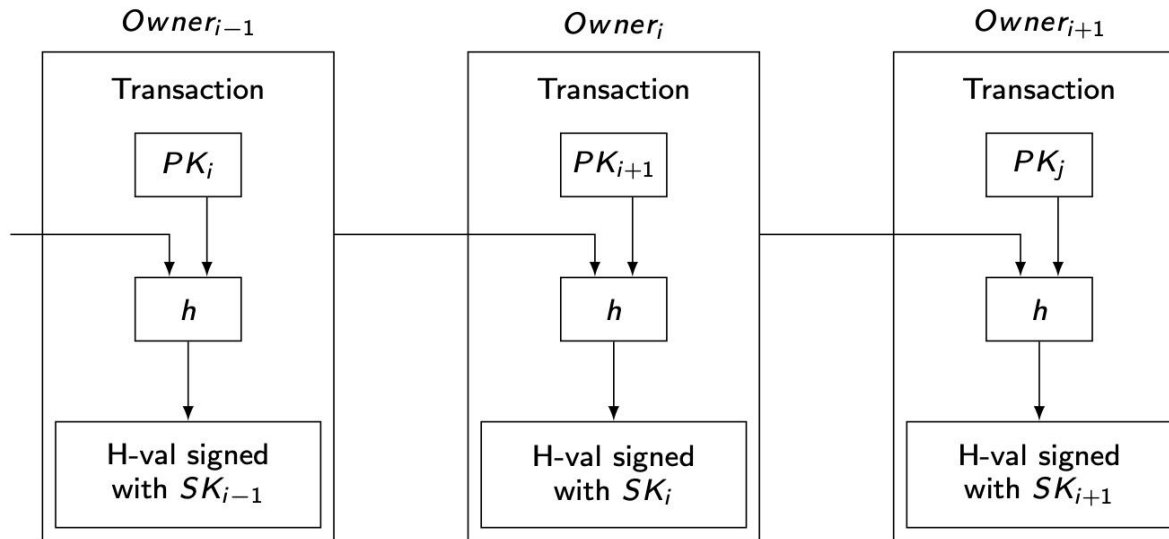 Owner_{i−1}
Transaction
PK_i
h
H-val signed
with SK_{i−1}
Owner_i
Transaction
PK_{i+1}
h
H-val signed
with SK_i
Owner_{i+1}
Transaction
PK_j
h
H-val signed
with SK_{i+1}